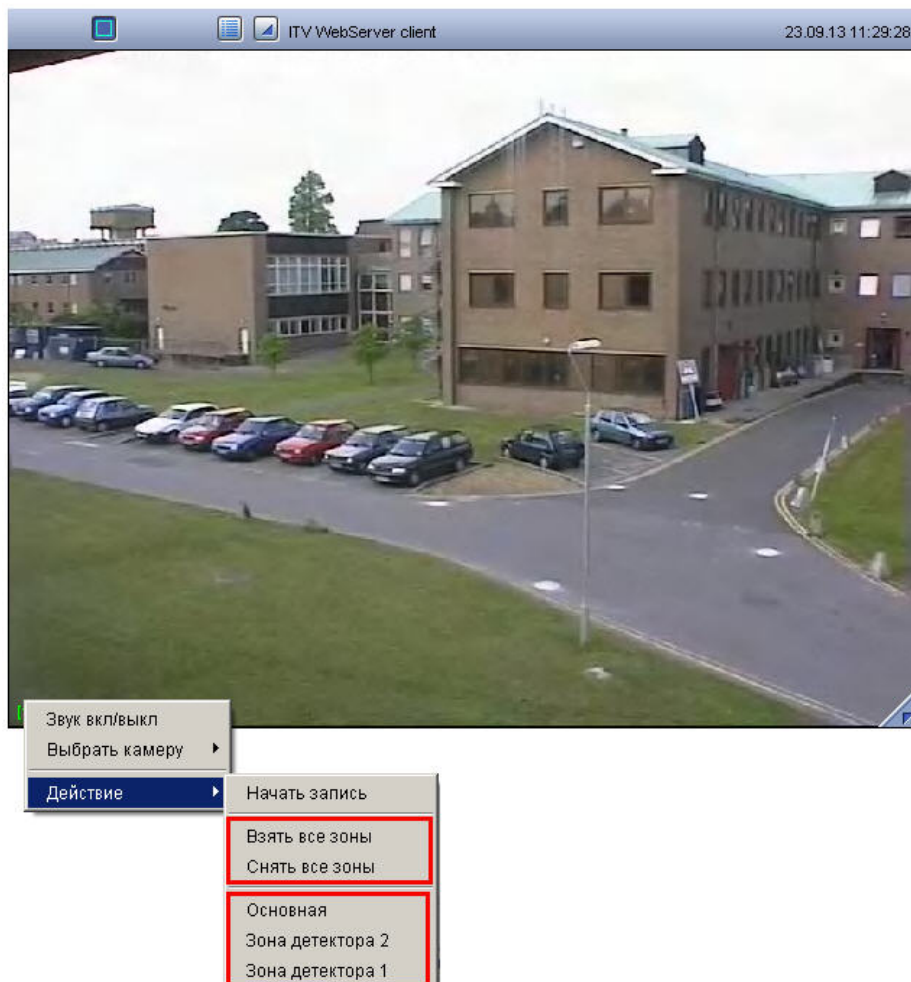 ITV WebServer client
23.09.13 11:29:28
Звук вкл/выкл
Выбрать камеру
Действие
Начать запись
Взять все зоны
Снять все зоны
Основная
Зона детектора 2
Зона детектора 1